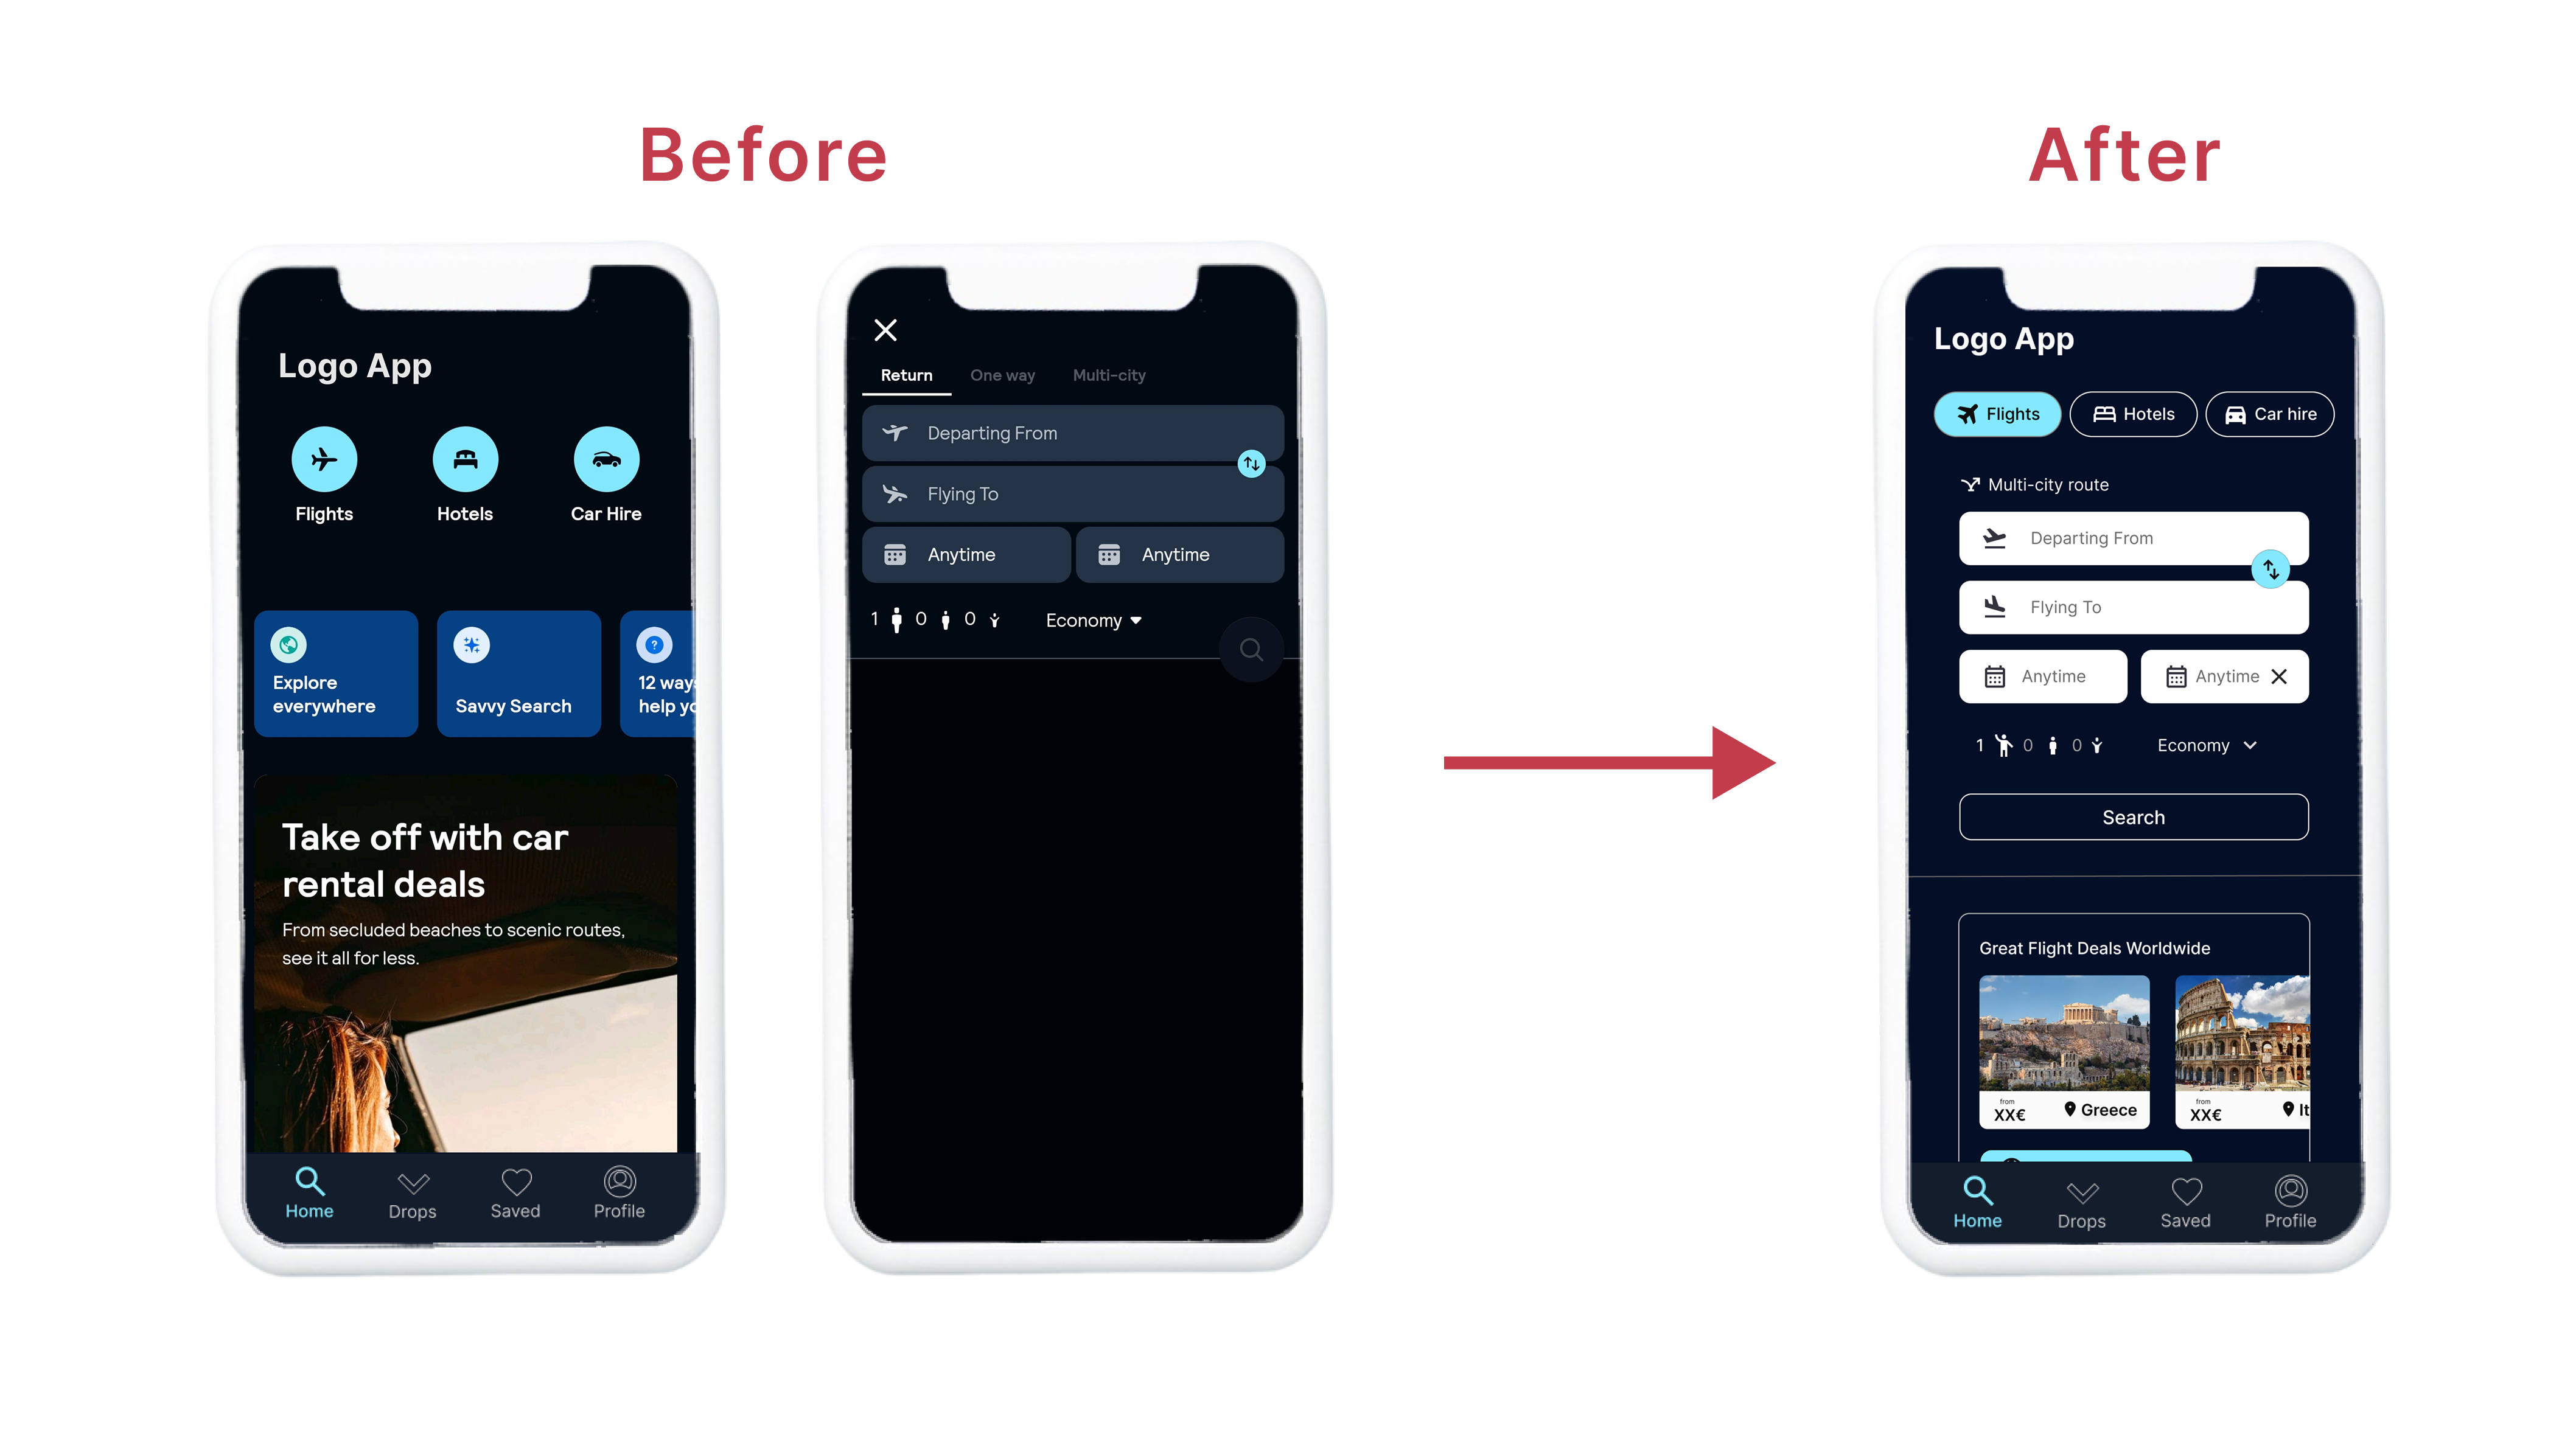 Before
After
Logo App
Flights
Hotels
Car Hire
Explore
everywhere
Savvy Search
12 ways
help yo
Take off with car
rental deals
From secluded beaches to scenic routes,
see it all for less.
Home
Drops
Saved
Profile
Return
One way
Multi-city
Departing From
Flying To
Anytime
Anytime
1 0 0 Economy
Logo App
Flights
Hotels
Car hire
Multi-city route
Departing From
Flying To
Anytime
Anytime
1 0 0 Economy
Search
Great Flight Deals Worldwide
from
XX€
Greece
from
XX€
It
Home
Drops
Saved
Profile